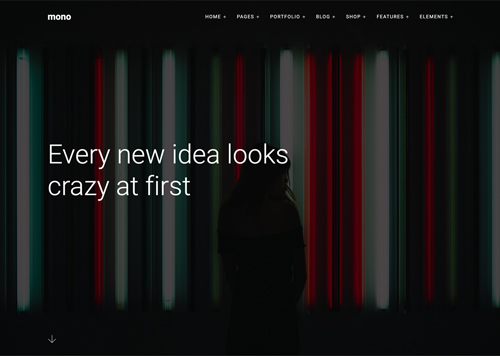 mono
HOME + PAGES + PORTFOLIO + BLOG + SHOP + FEATURES + ELEMENTS +
Every new idea looks
crazy at first